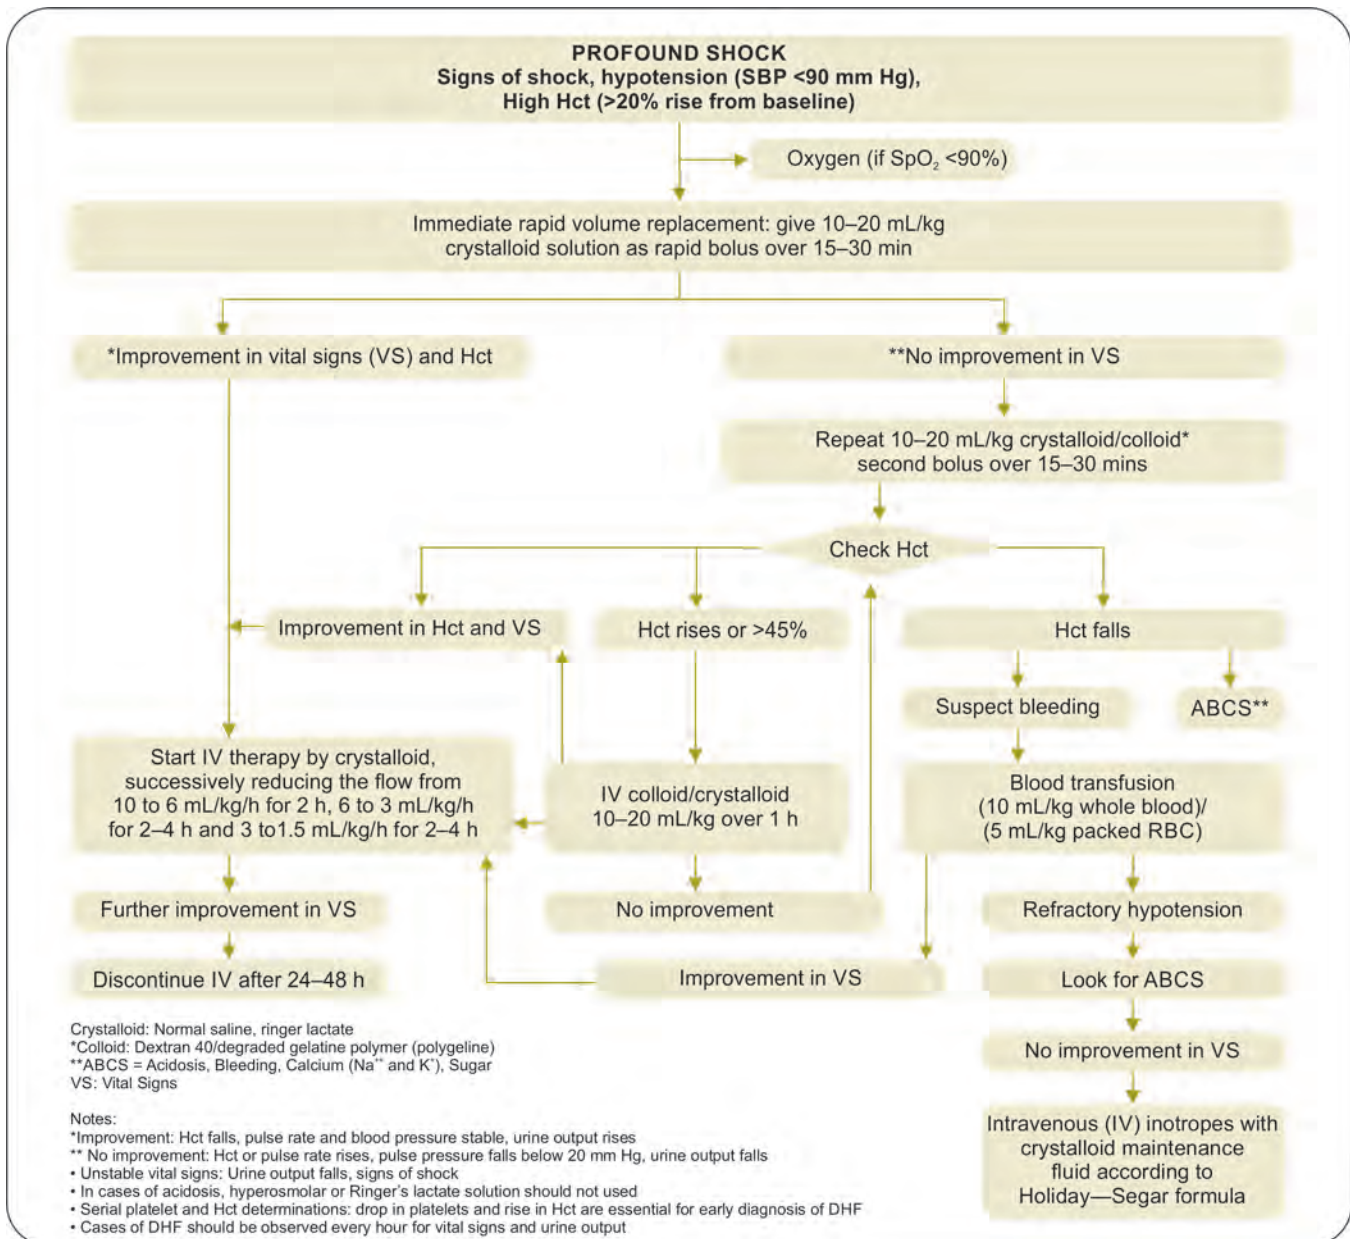 PROFOUND SHOCK
Signs of shock, hypotension (SBP <90 mm Hg),
High Hct (>20% rise from baseline)
Oxygen (if SpO₂ <90%)
Immediate rapid volume replacement: give 10–20 mL/kg
crystalloid solution as rapid bolus over 15–30 min
*Improvement in vital signs (VS) and Hct
**No improvement in VS
Repeat 10–20 mL/kg crystalloid/colloid*
second bolus over 15–30 mins
Check Hct
Improvement in Hct and VS
Hct rises or >45%
Hct falls
Suspect bleeding
ABCS**
Start IV therapy by crystalloid,
successively reducing the flow from
10 to 6 mL/kg/h for 2 h, 6 to 3 mL/kg/h
for 2–4 h and 3 to1.5 mL/kg/h for 2–4 h
IV colloid/crystalloid
10–20 mL/kg over 1 h
Blood transfusion
(10 mL/kg whole blood)/
(5 mL/kg packed RBC)
Further improvement in VS
No improvement
Refractory hypotension
Discontinue IV after 24–48 h
Improvement in VS
Look for ABCS
No improvement in VS
Intravenous (IV) inotropes with
crystalloid maintenance
fluid according to
Holiday—Segar formula
Crystalloid: Normal saline, ringer lactate
*Colloid: Dextran 40/degraded gelatine polymer (polygeline)
**ABCS = Acidosis, Bleeding, Calcium (Na⁺⁺ and K⁺), Sugar
VS: Vital Signs
Notes:
*Improvement: Hct falls, pulse rate and blood pressure stable, urine output rises
** No improvement: Hct or pulse rate rises, pulse pressure falls below 20 mm Hg, urine output falls
• Unstable vital signs: Urine output falls, signs of shock
• In cases of acidosis, hyperosmolar or Ringer's lactate solution should not used
• Serial platelet and Hct determinations: drop in platelets and rise in Hct are essential for early diagnosis of DHF
• Cases of DHF should be observed every hour for vital signs and urine output